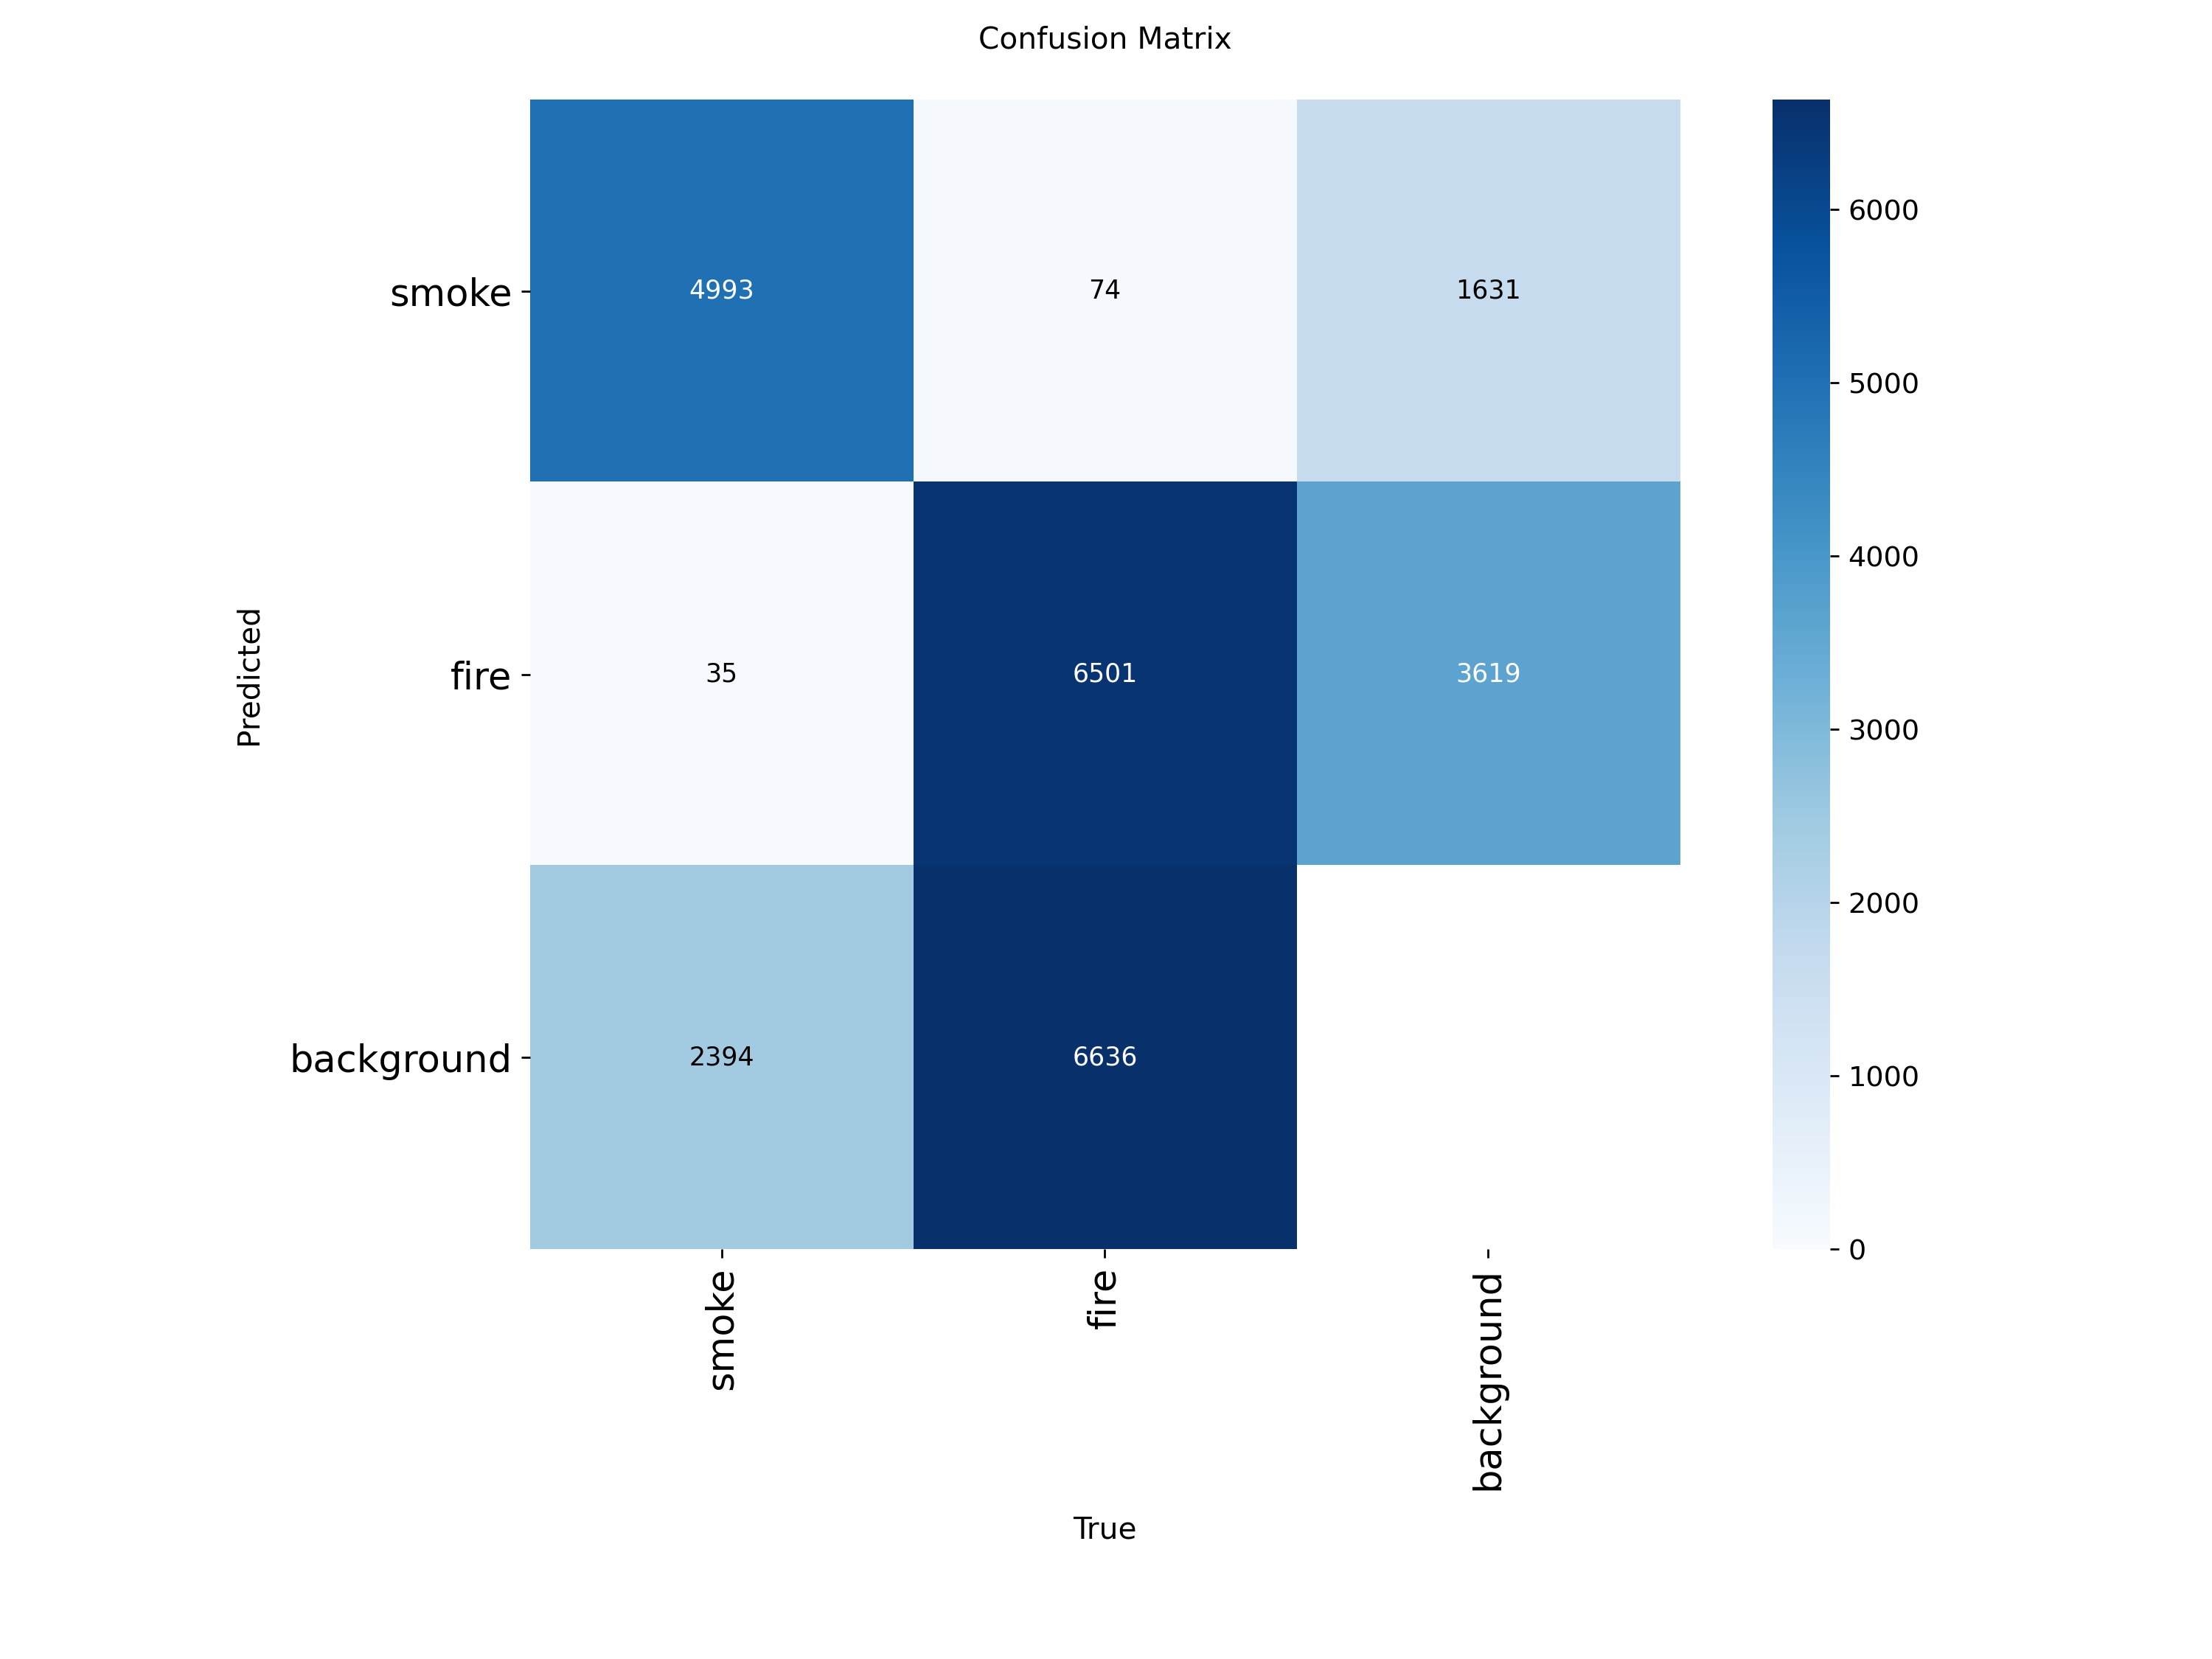 Confusion Matrix
smoke
4993
74
1631
fire
35
6501
3619
background
2394
6636
Predicted
smoke
fire
background
True
6000
5000
4000
3000
2000
1000
0